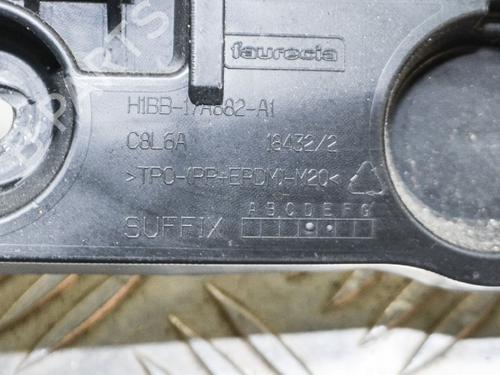 faurecia
H1BB-17A882-A1
C8L6A 18432/2
>TPO-(PP+EPDM)-M20<
A B C D E F G
SUFFIX